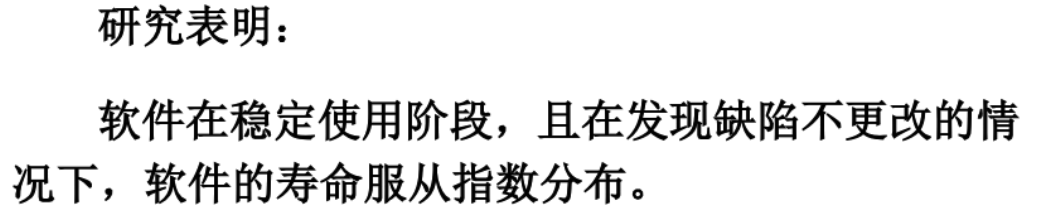 研究表明：
软件在稳定使用阶段，且在发现缺陷不更改的情
况下，软件的寿命服从指数分布。